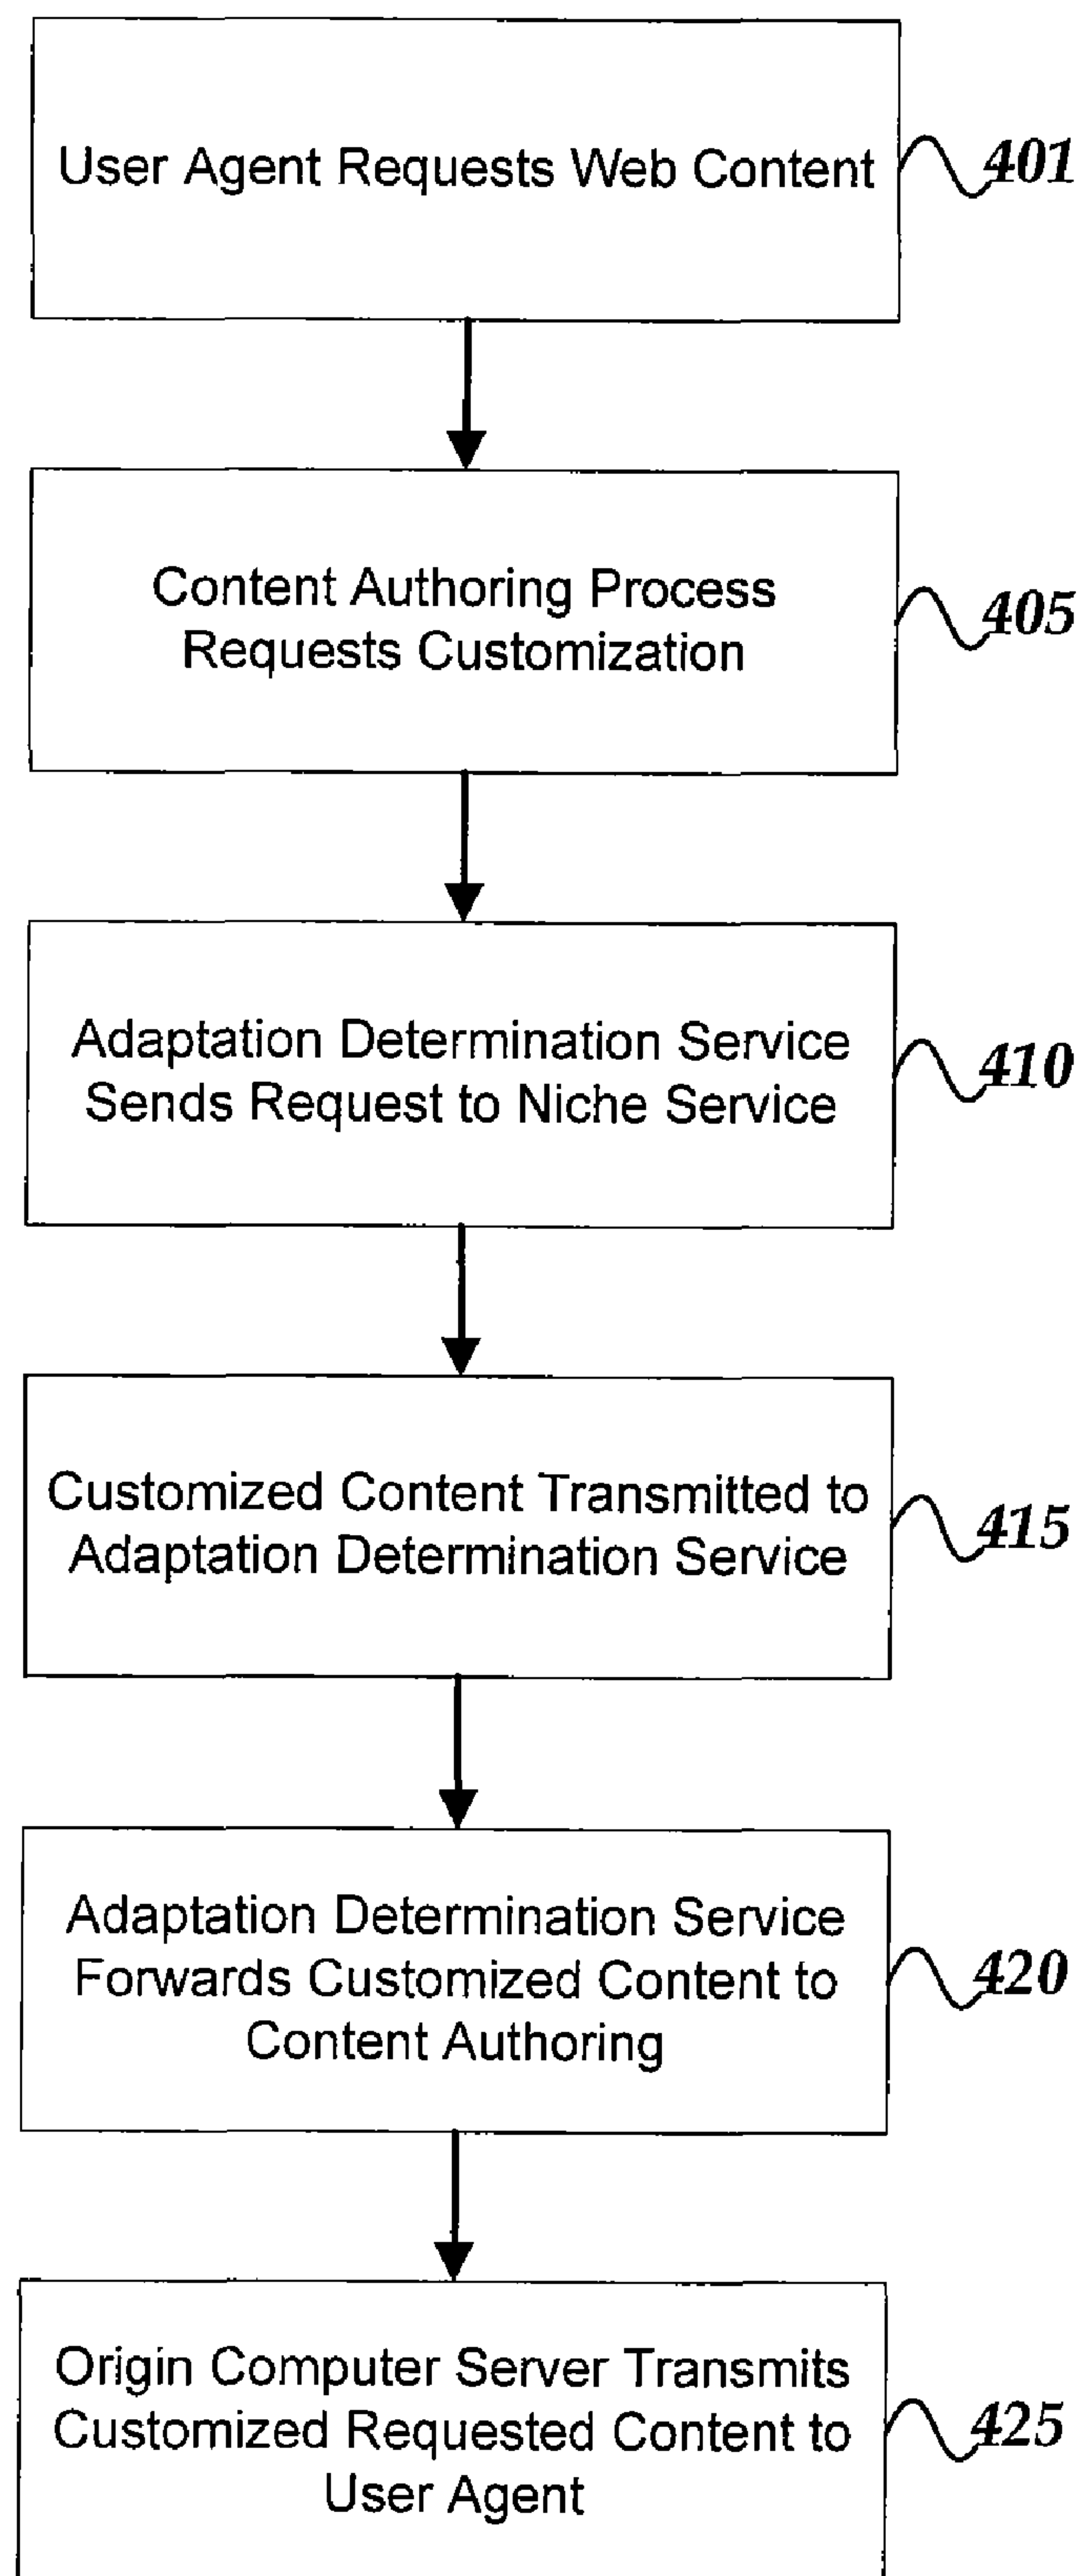 User Agent Requests Web Content
401
Content Authoring Process
Requests Customization
405
Adaptation Determination Service
Sends Request to Niche Service
410
Customized Content Transmitted to
Adaptation Determination Service
415
Adaptation Determination Service
Forwards Customized Content to
Content Authoring
420
Origin Computer Server Transmits
Customized Requested Content to
User Agent
425